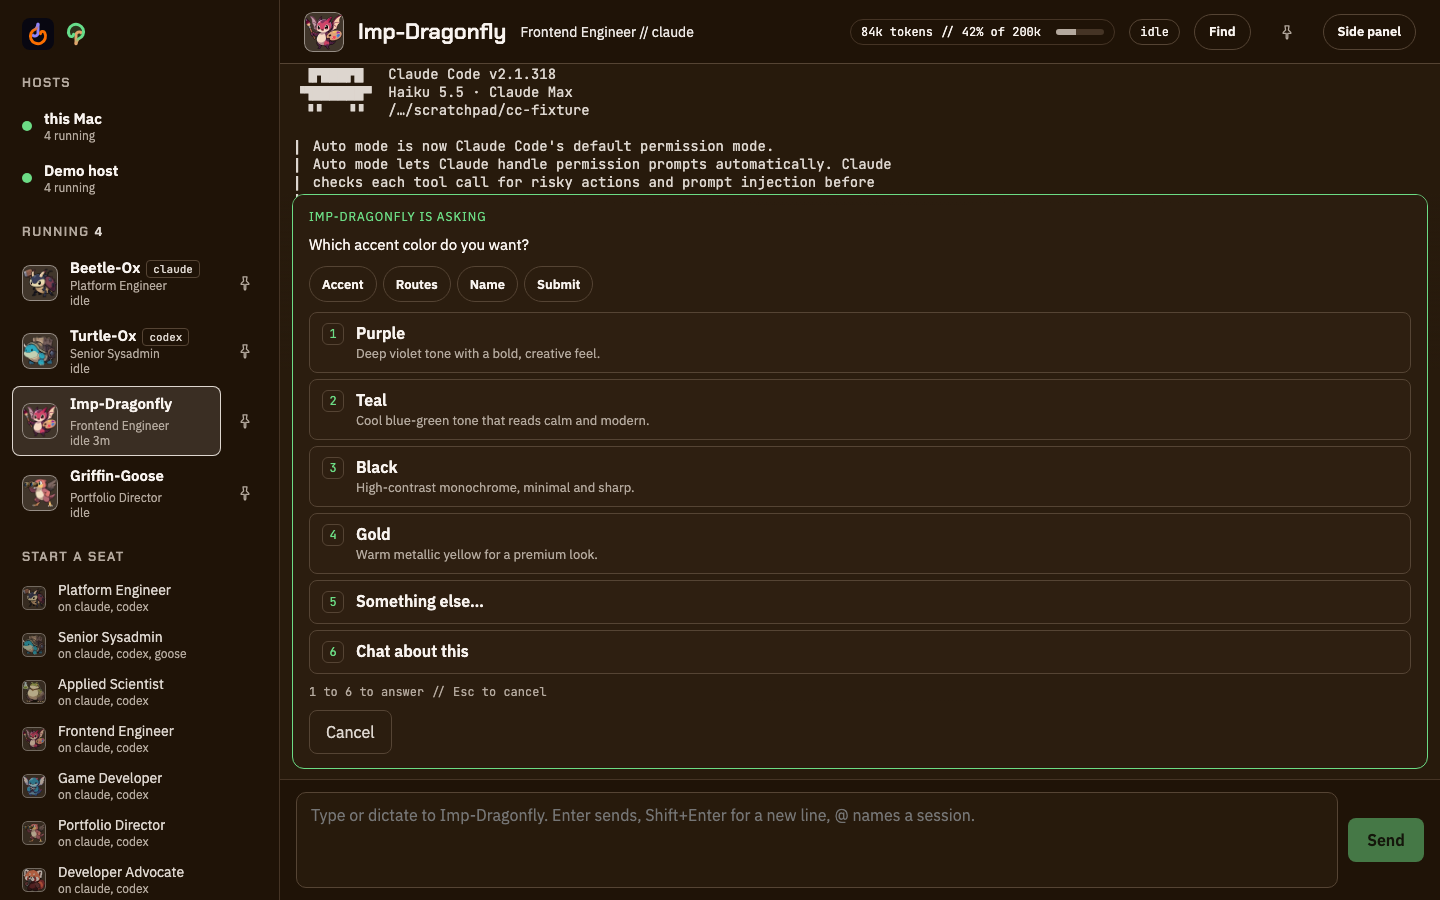 HOSTS
this Mac
4 running
Demo host
4 running
RUNNING 4
Beetle-Ox claude
Platform Engineer
idle
Turtle-Ox codex
Senior Sysadmin
idle
Imp-Dragonfly
Frontend Engineer
idle 3m
Griffin-Goose
Portfolio Director
idle
START A SEAT
Platform Engineer
on claude, codex
Senior Sysadmin
on claude, codex, goose
Applied Scientist
on claude, codex
Frontend Engineer
on claude, codex
Game Developer
on claude, codex
Portfolio Director
on claude, codex
Developer Advocate
on claude, codex
Imp-Dragonfly Frontend Engineer // claude 84k tokens // 42% of 200k idle Find Side panel
Claude Code v2.1.318
Haiku 5.5 · Claude Max
/…/scratchpad/cc-fixture
Auto mode is now Claude Code's default permission mode.
Auto mode lets Claude handle permission prompts automatically. Claude
checks each tool call for risky actions and prompt injection before
IMP-DRAGONFLY IS ASKING
Which accent color do you want?
Accent Routes Name Submit
1 Purple
Deep violet tone with a bold, creative feel.
2 Teal
Cool blue-green tone that reads calm and modern.
3 Black
High-contrast monochrome, minimal and sharp.
4 Gold
Warm metallic yellow for a premium look.
5 Something else...
6 Chat about this
1 to 6 to answer // Esc to cancel
Cancel
Type or dictate to Imp-Dragonfly. Enter sends, Shift+Enter for a new line, @ names a session.
Send